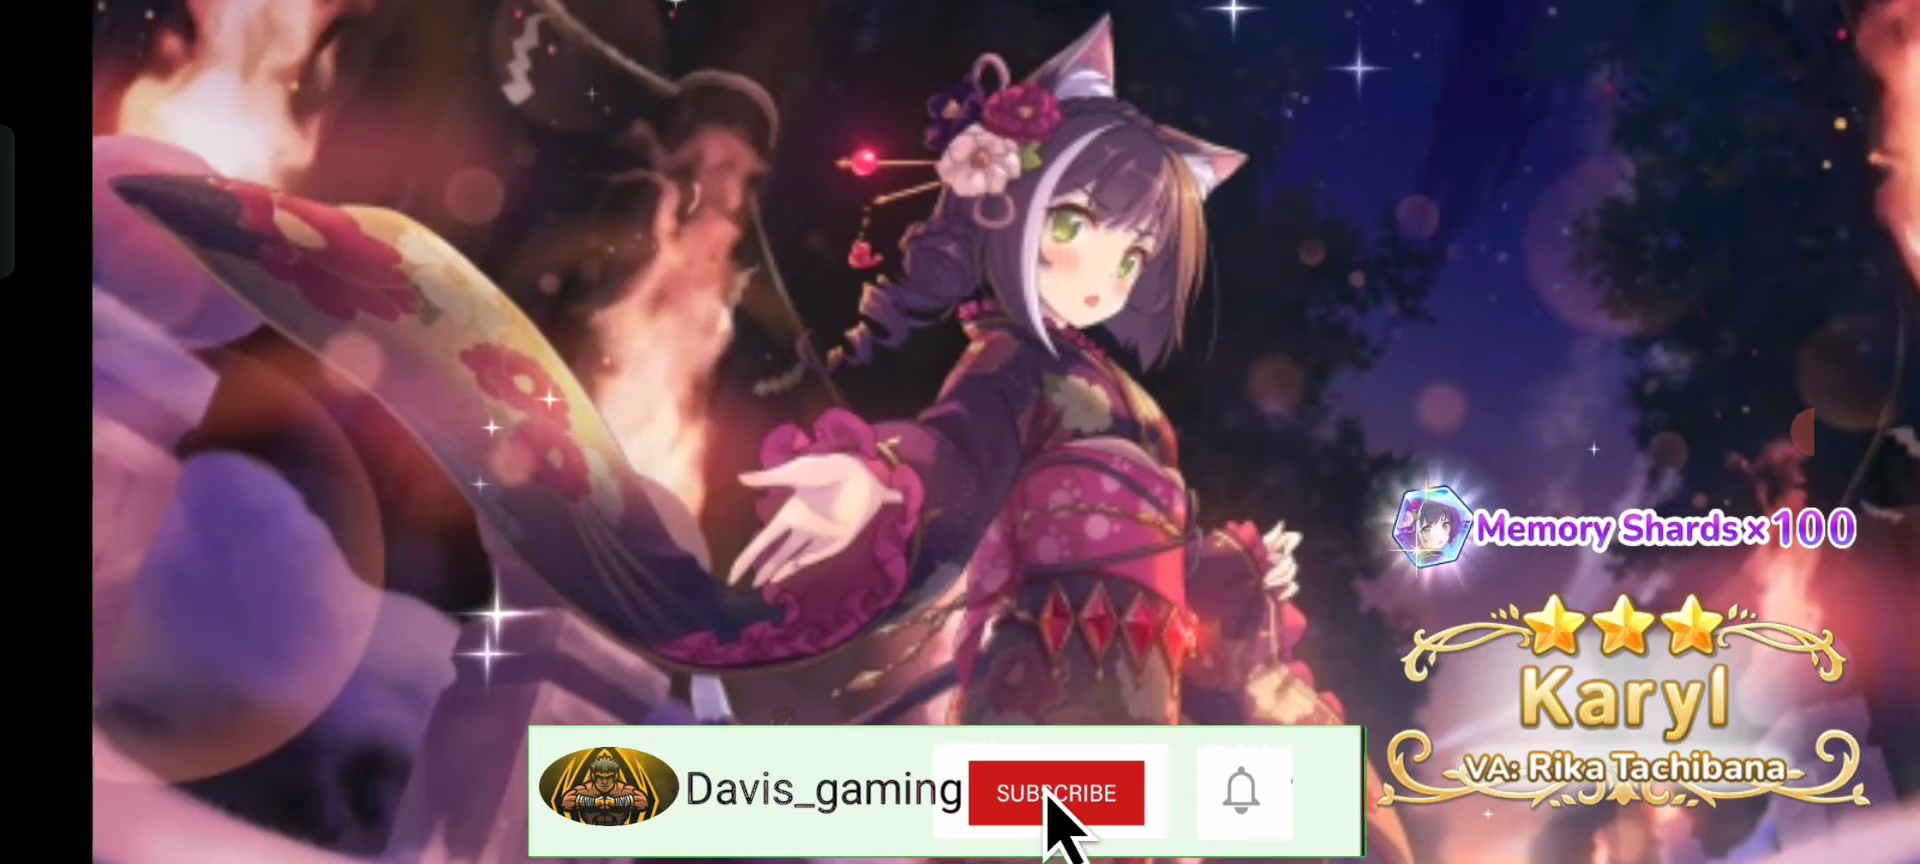 Memory Shards×100
Karyl
VA: Rika Tachibana
Davis_gaming
SUBSCRIBE